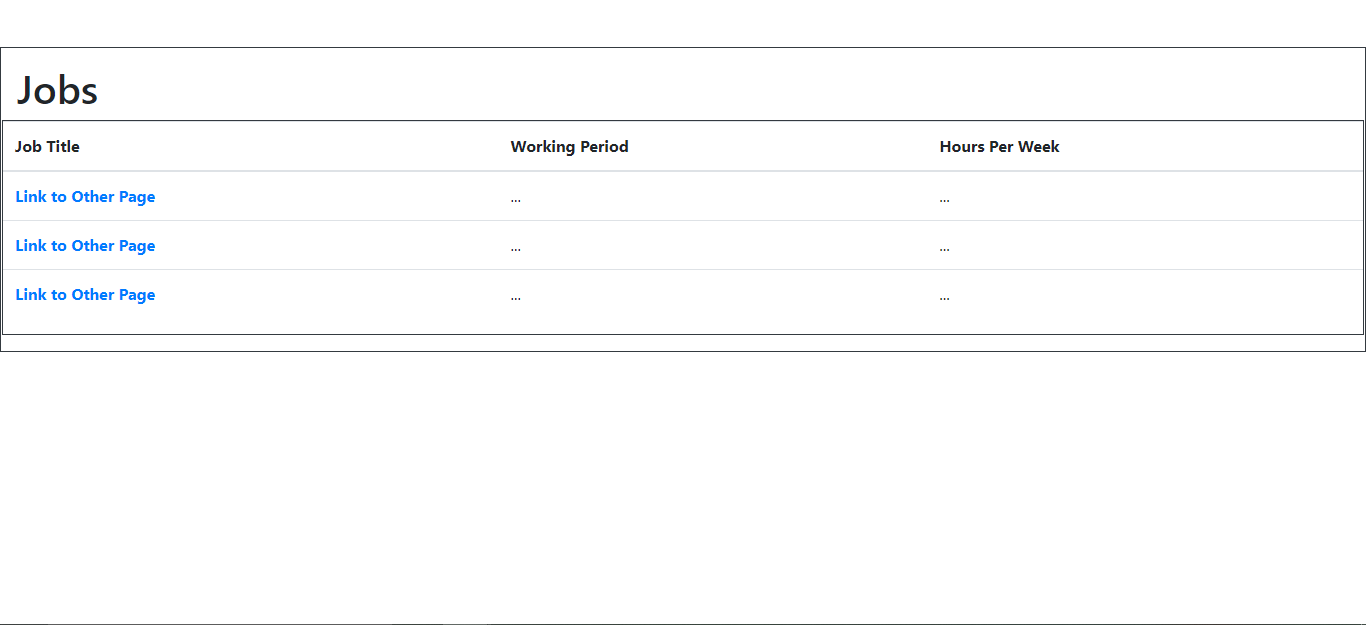 Jobs
Job Title Working Period Hours Per Week
Link to Other Page ... ...
Link to Other Page ... ...
Link to Other Page ... ...